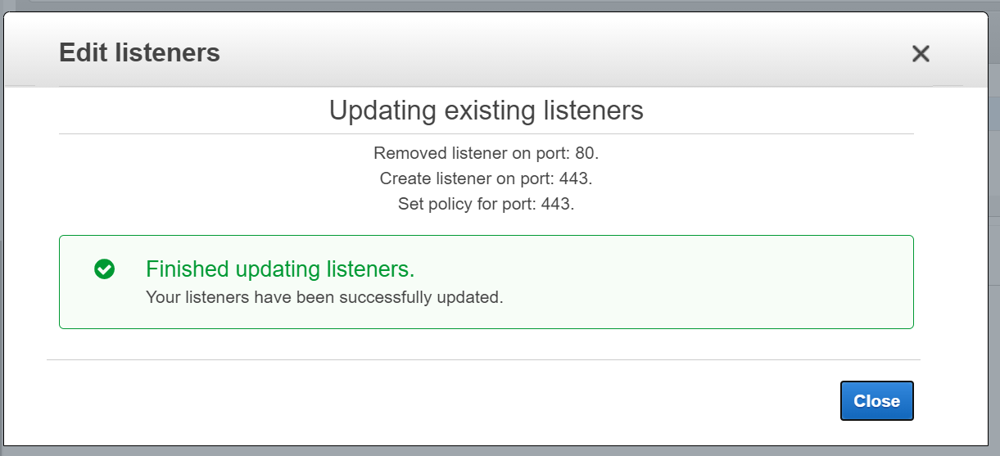 Edit listeners
Updating existing listeners
Removed listener on port: 80.
Create listener on port: 443.
Set policy for port: 443.
Finished updating listeners.
Your listeners have been successfully updated.
Close